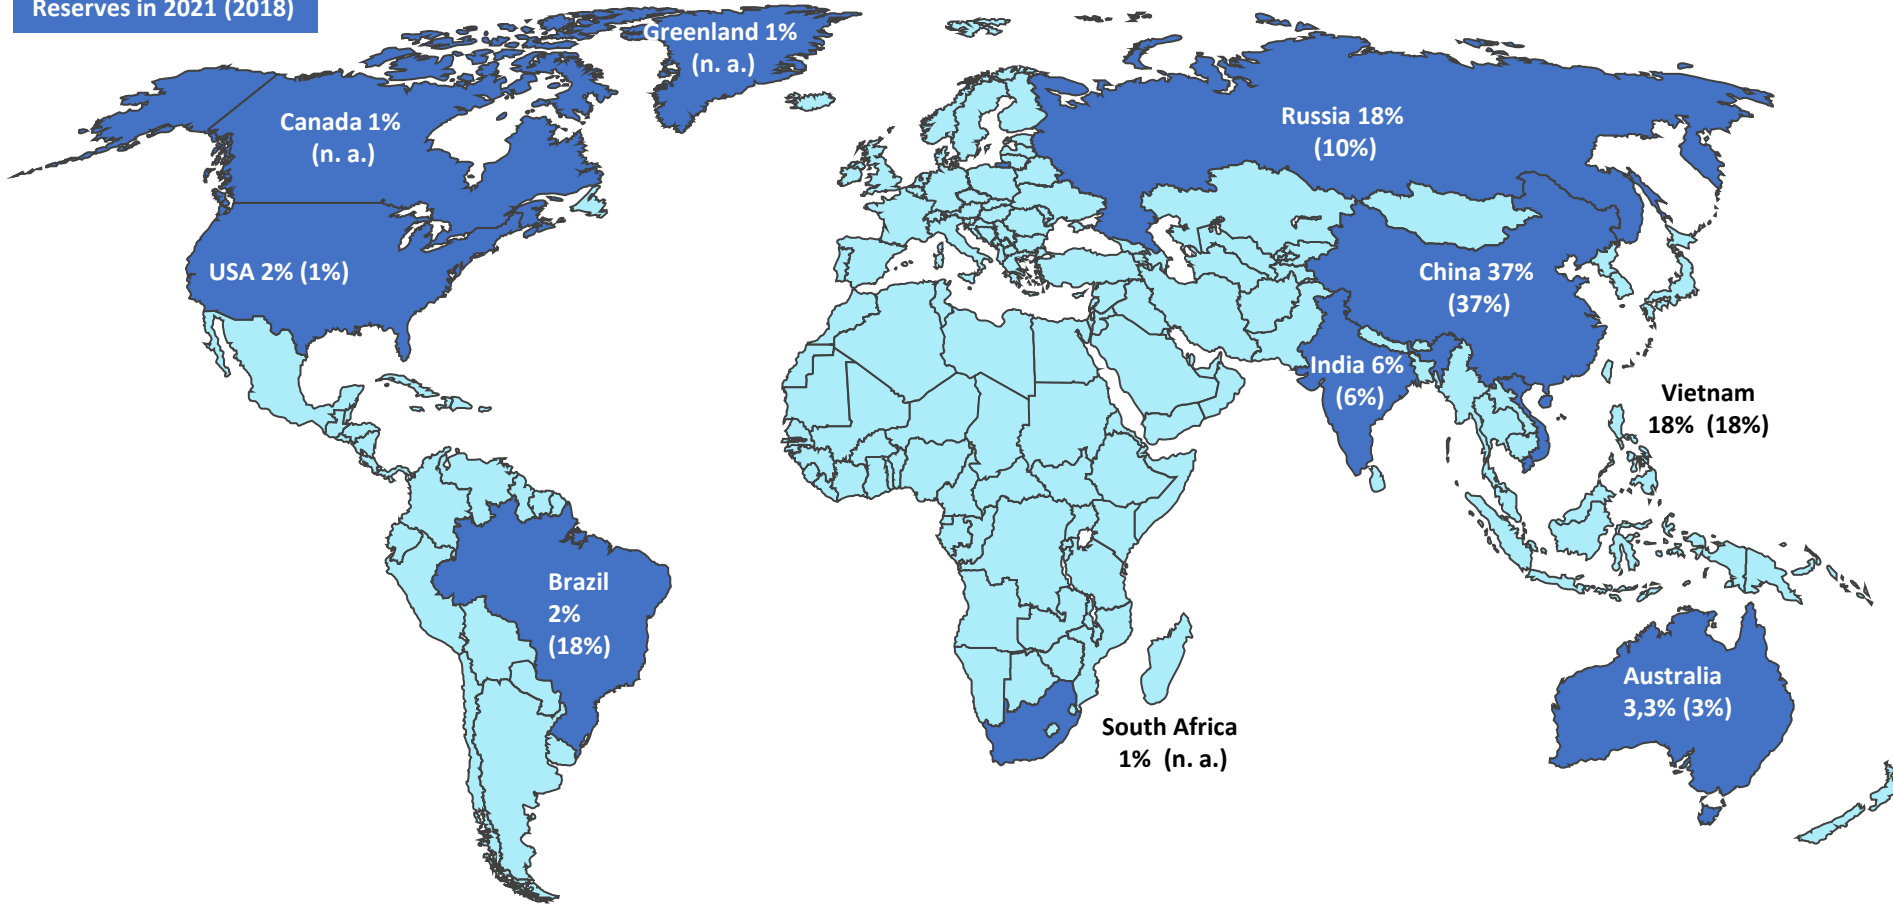 Reserves in 2021 (2018)
Greenland 1%
(n. a.)
Canada 1%
(n. a.)
Russia 18%
(10%)
USA 2% (1%)
China 37%
(37%)
India 6%
(6%)
Vietnam
18% (18%)
Brazil
2%
(18%)
Australia
3,3% (3%)
South Africa
1% (n. a.)